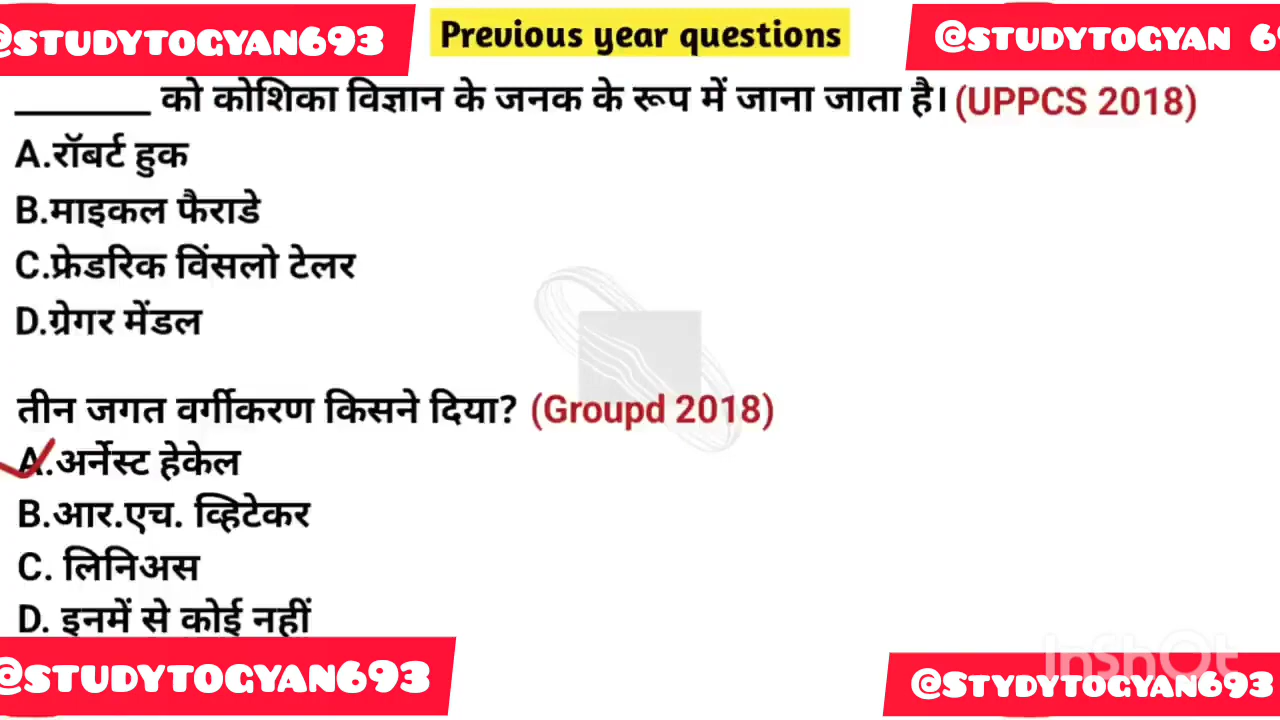 @STUDYTOGYAN693
Previous year questions
@STUDYTOGYAN 6
_______ को कोशिका विज्ञान के जनक के रूप में जाना जाता है। (UPPCS 2018)
A.रॉबर्ट हुक
B.माइकल फैराडे
C.फ्रेडरिक विंसलो टेलर
D.ग्रेगर मेंडल
तीन जगत वर्गीकरण किसने दिया? (Groupd 2018)
A.अर्नेस्ट हेकेल
B.आर.एच. व्हिटेकर
C. लिनिअस
D. इनमें से कोई नहीं
InShOt
@STUDYTOGYAN693
@STYDYTOGYAN693